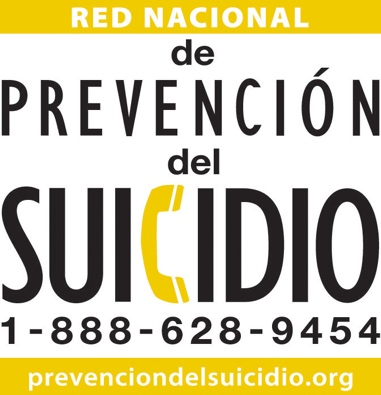 RED NACIONAL
de
PREVENCIÓN
del
SUICIDIO
1-888-628-9454
prevenciondelsuicidio.org